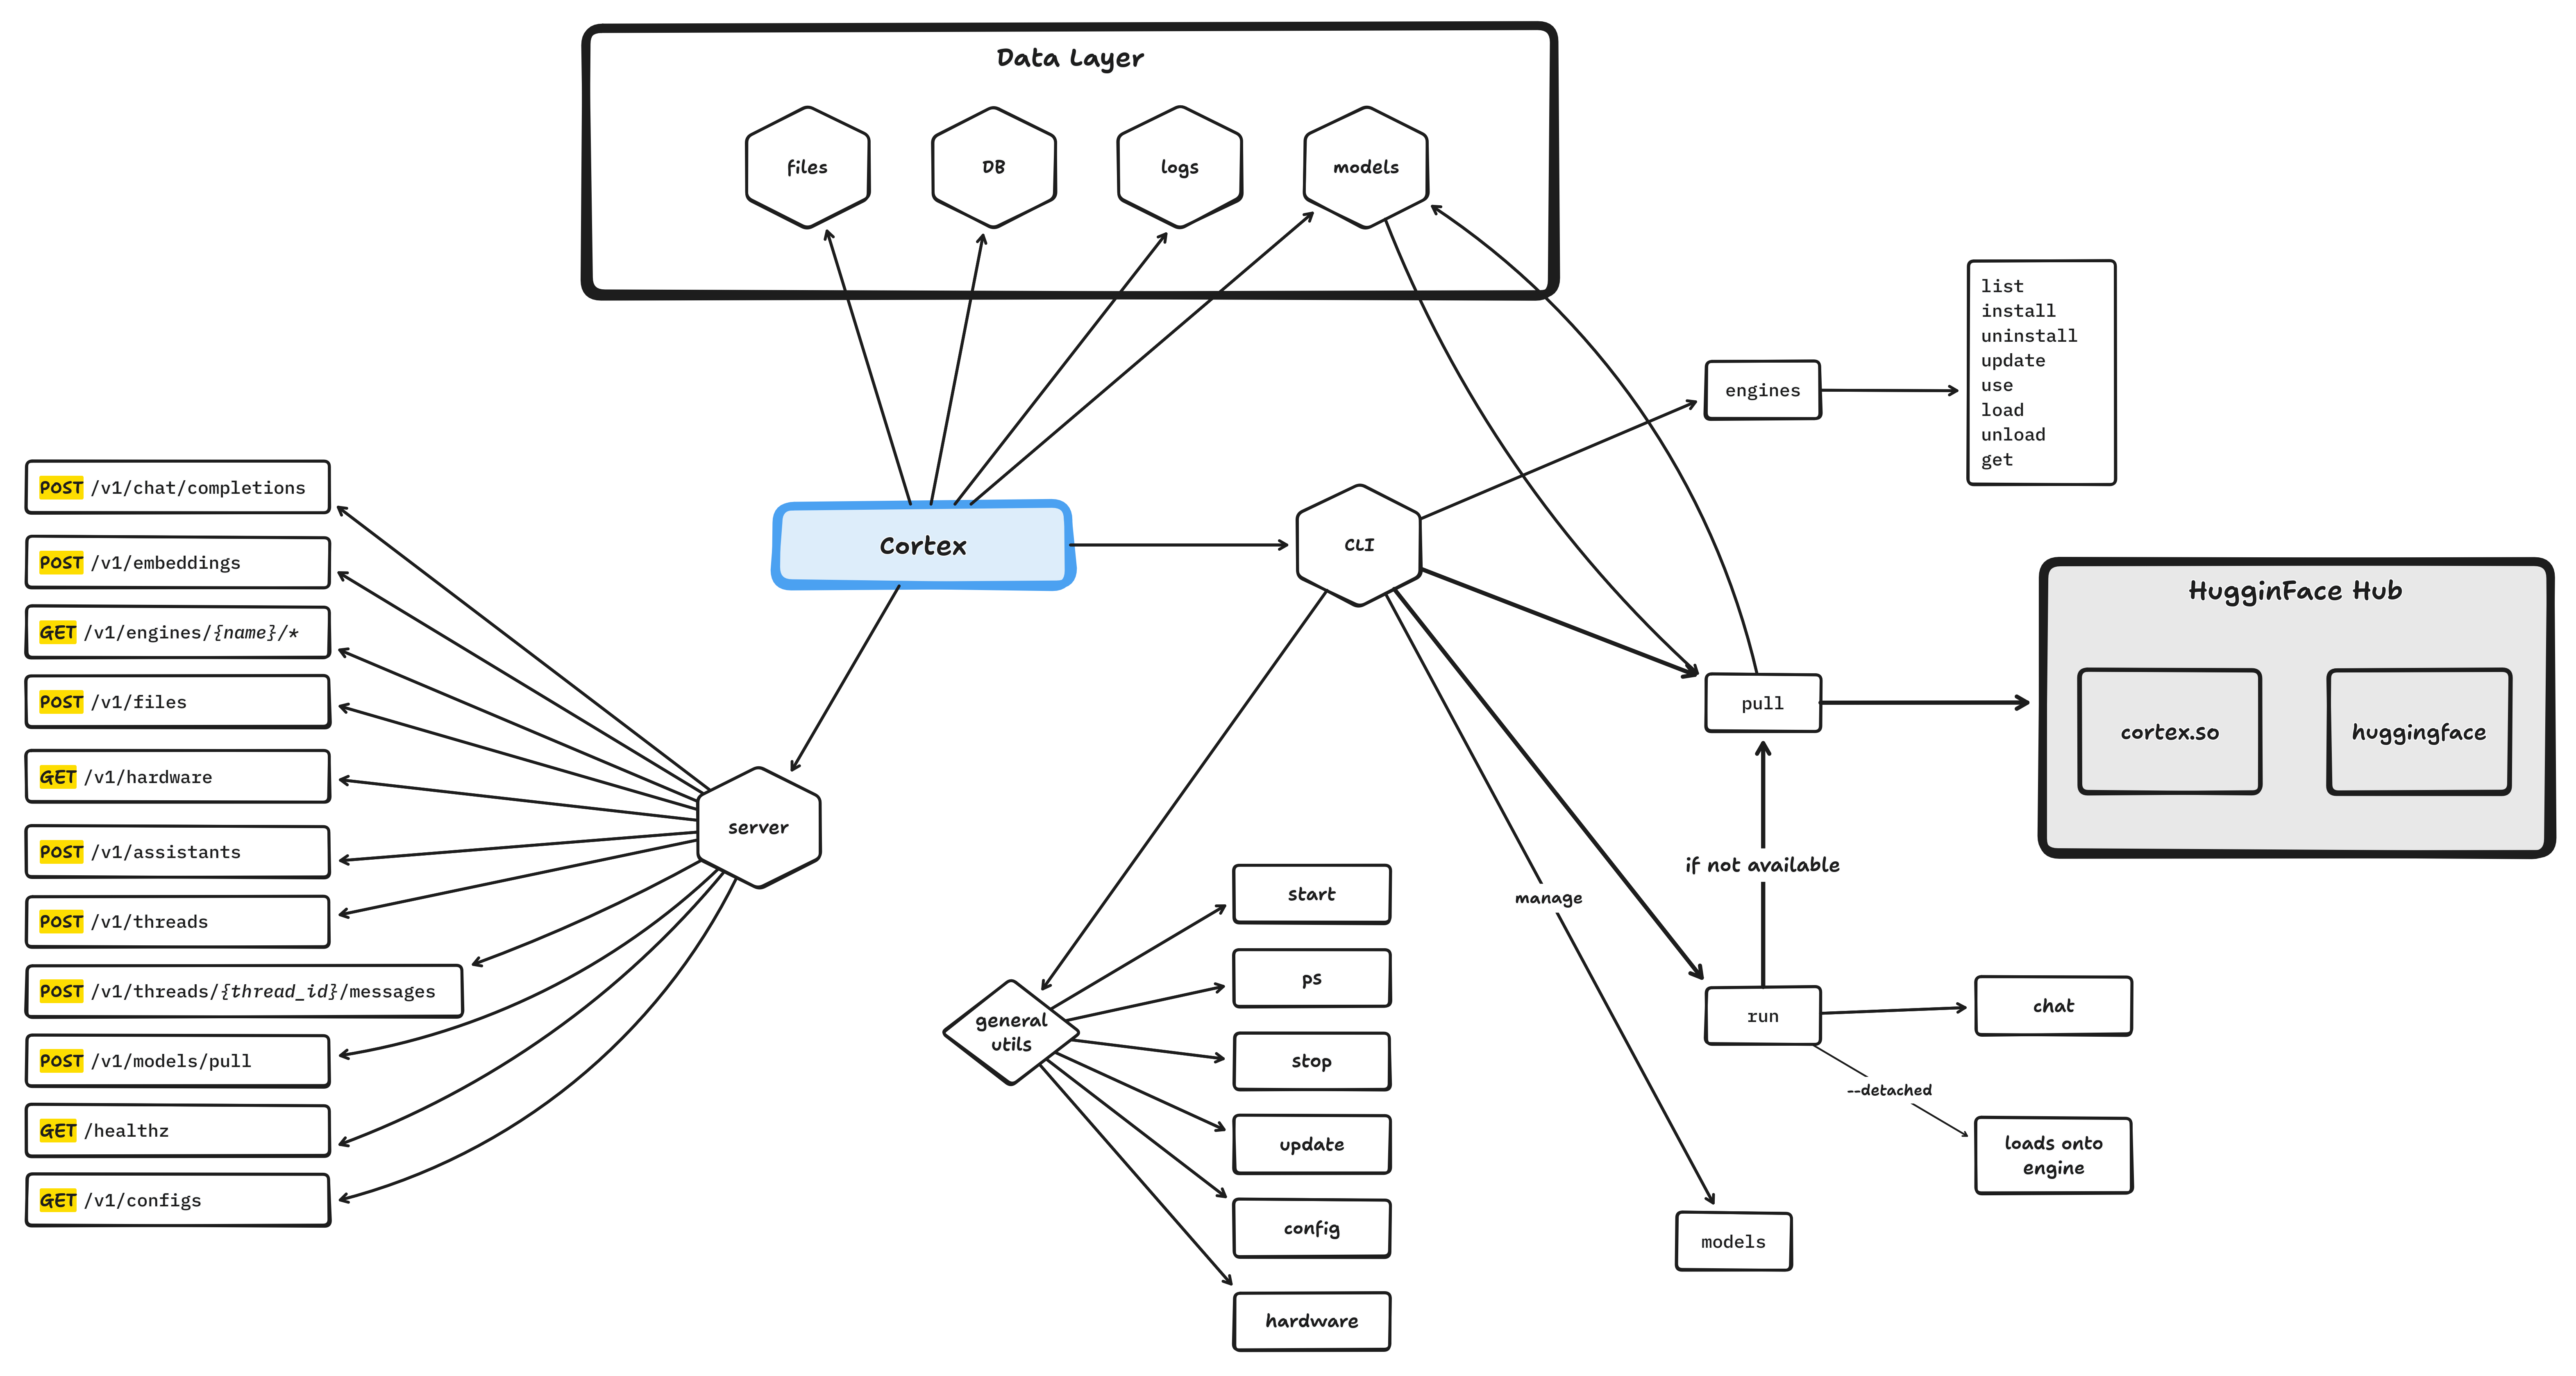 Data Layer
files
DB
logs
models
list
install
uninstall
update
use
load
unload
get
engines
POST /v1/chat/completions
POST /v1/embeddings
GET /v1/engines/{name}/*
POST /v1/files
GET /v1/hardware
POST /v1/assistants
POST /v1/threads
POST /v1/threads/{thread_id}/messages
POST /v1/models/pull
GET /healthz
GET /v1/configs
Cortex
CLI
server
HugginFace Hub
cortex.so
huggingface
pull
if not available
manage
run
chat
--detached
loads onto
engine
general
utils
start
ps
stop
update
config
hardware
models